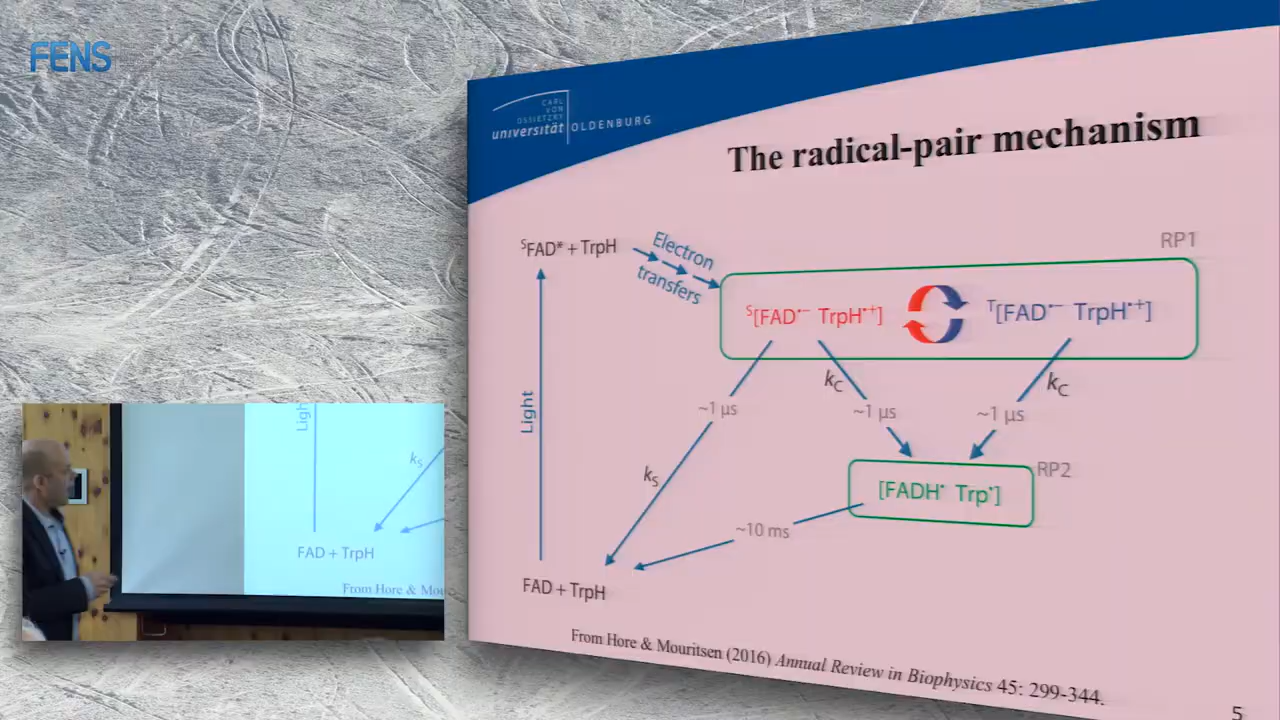 FENS
CARL
VON
OSSIETZKY
universität OLDENBURG
The radical-pair mechanism
RP1
ˢFAD* + TrpH
Electron
transfers
ˢ[FAD•− TrpH•+]
ᵀ[FAD•− TrpH•+]
Light
kC
kC
~1 μs
~1 μs
~1 μs
kS
RP2
[FADH• Trp•]
~10 ms
FAD + TrpH
From Hore & Mouritsen (2016) Annual Review in Biophysics 45: 299-344.
5
Light
kS
FAD + TrpH
From Hore & Mou